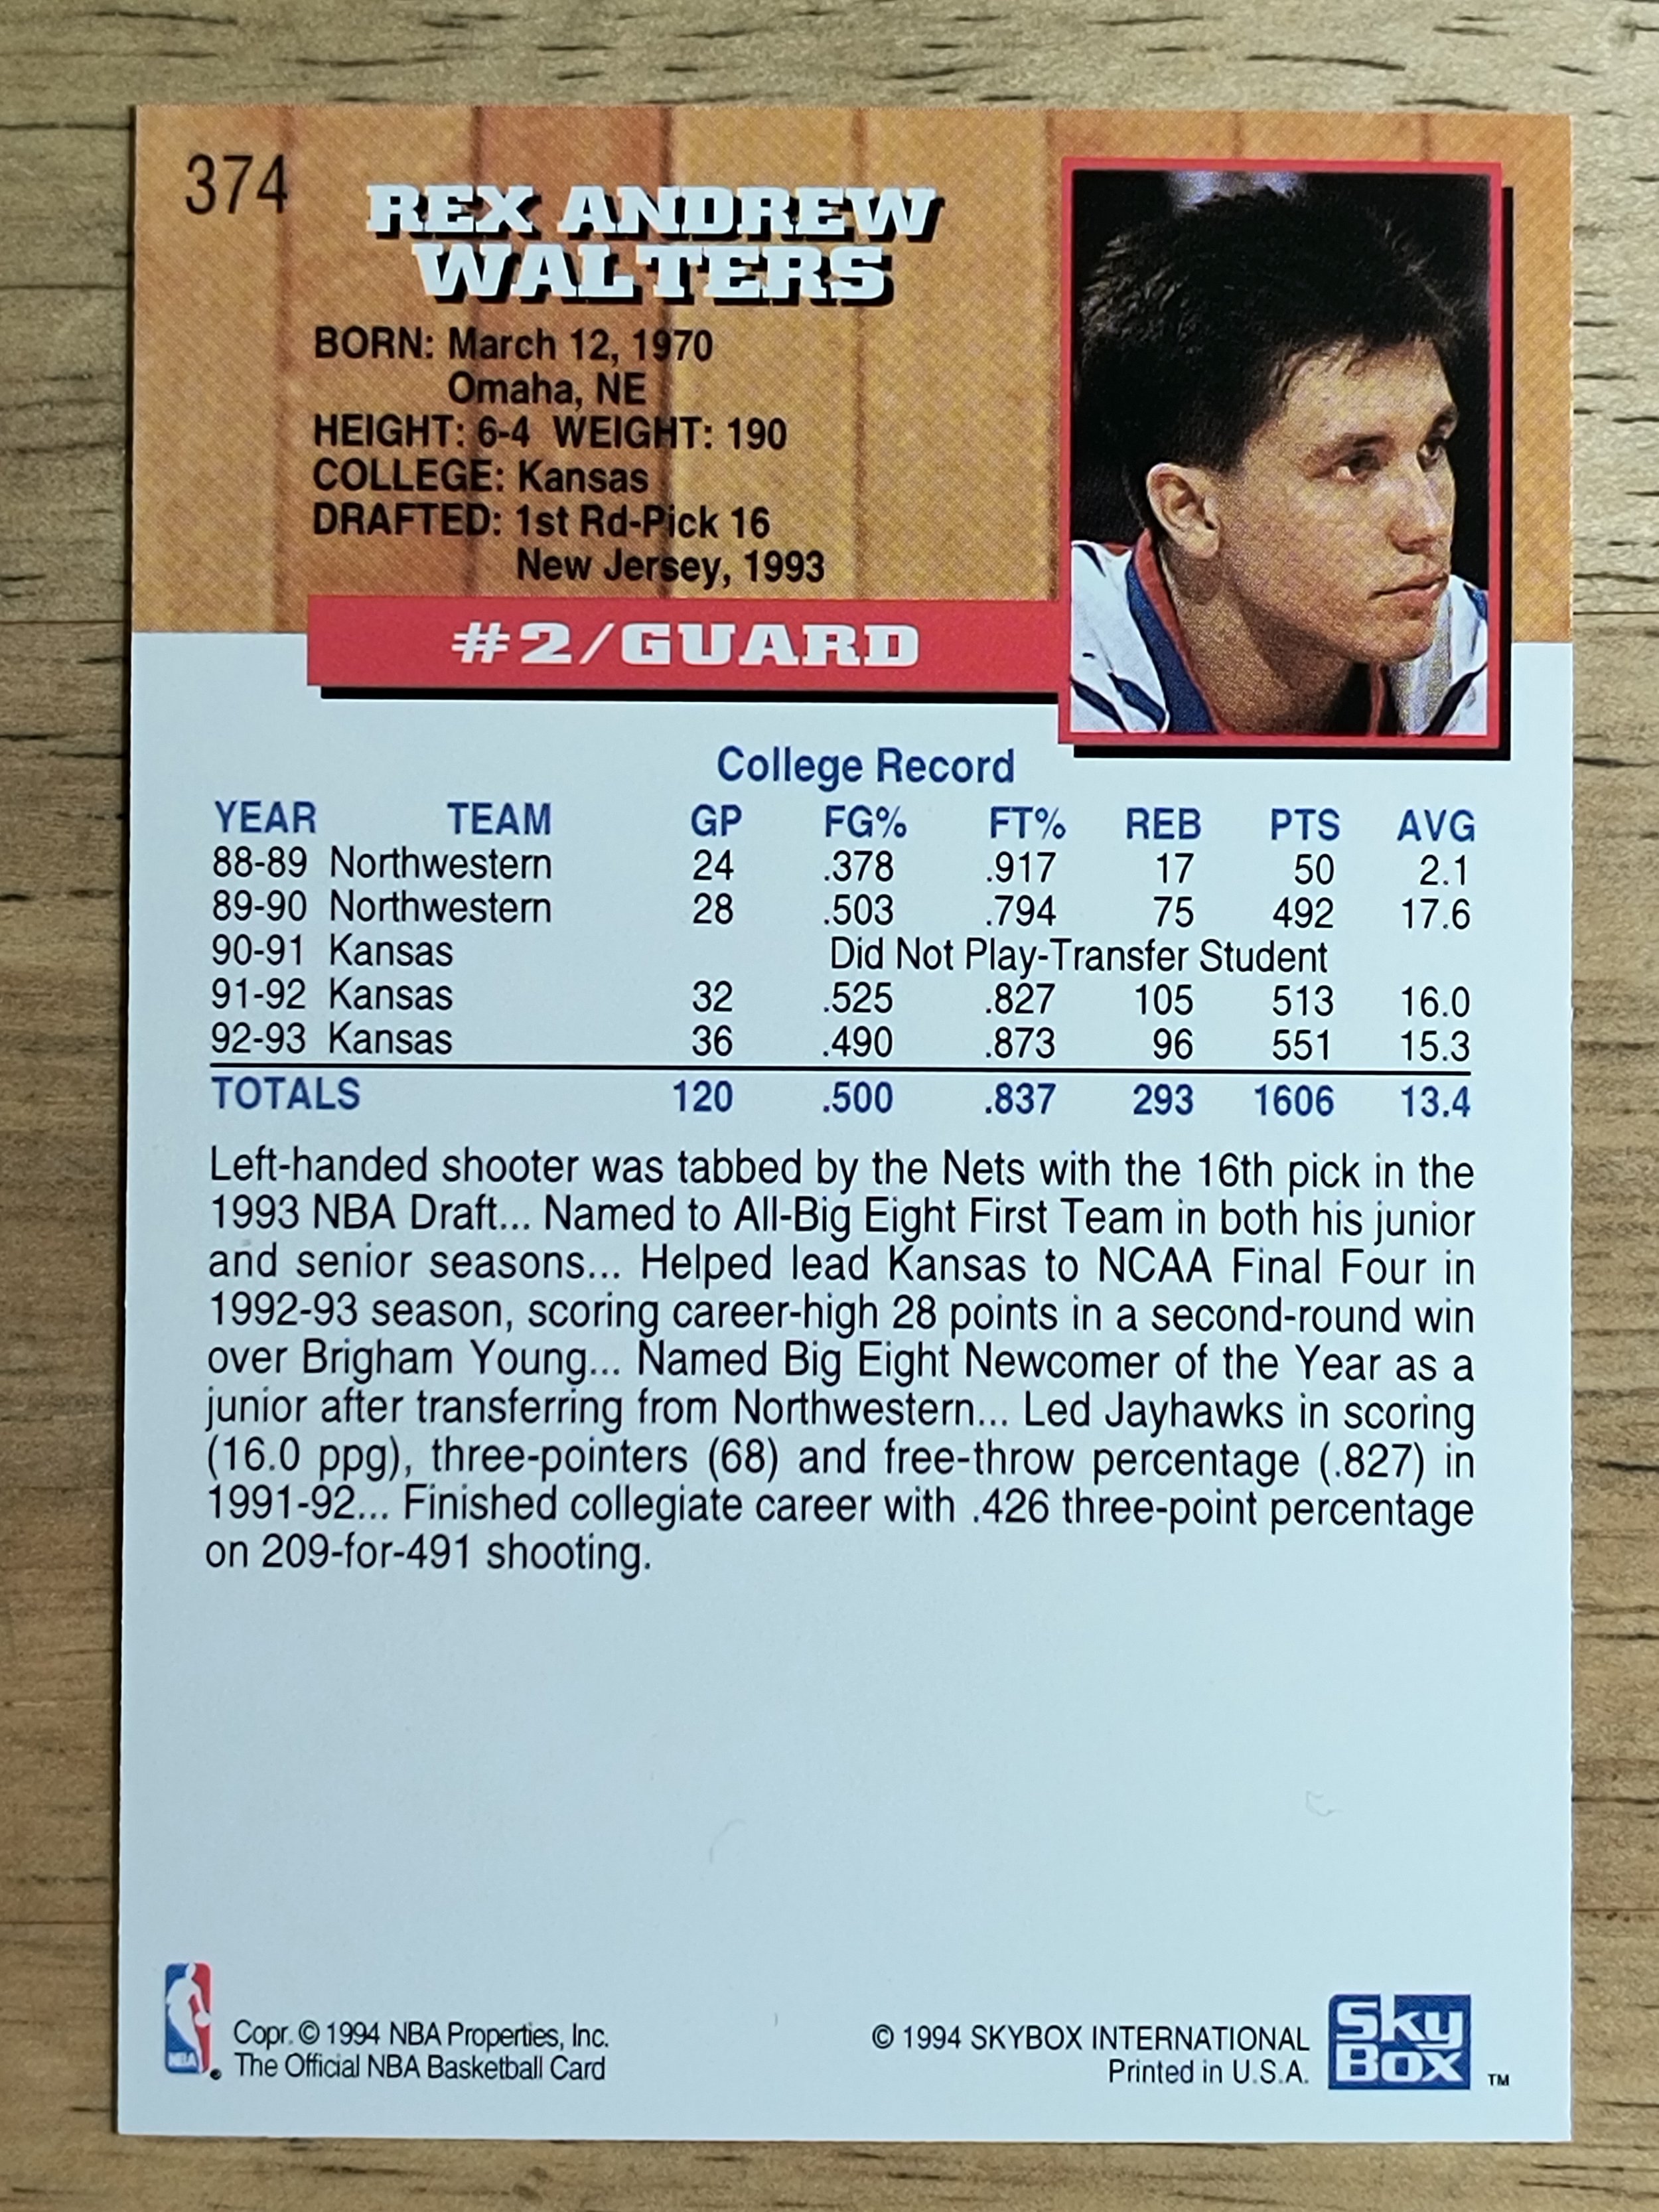 374
REX ANDREW
WALTERS
BORN: March 12, 1970
Omaha, NE
HEIGHT: 6-4 WEIGHT: 190
COLLEGE: Kansas
DRAFTED: 1st Rd-Pick 16
New Jersey, 1993
#2/GUARD
College Record
YEAR TEAM GP FG% FT% REB PTS AVG
88-89 Northwestern 24 .378 .917 17 50 2.1
89-90 Northwestern 28 .503 .794 75 492 17.6
90-91 Kansas Did Not Play-Transfer Student
91-92 Kansas 32 .525 .827 105 513 16.0
92-93 Kansas 36 .490 .873 96 551 15.3
TOTALS 120 .500 .837 293 1606 13.4
Left-handed shooter was tabbed by the Nets with the 16th pick in the
1993 NBA Draft... Named to All-Big Eight First Team in both his junior
and senior seasons... Helped lead Kansas to NCAA Final Four in
1992-93 season, scoring career-high 28 points in a second-round win
over Brigham Young... Named Big Eight Newcomer of the Year as a
junior after transferring from Northwestern... Led Jayhawks in scoring
(16.0 ppg), three-pointers (68) and free-throw percentage (.827) in
1991-92... Finished collegiate career with .426 three-point percentage
on 209-for-491 shooting.
NBA
Copr. © 1994 NBA Properties, Inc.
The Official NBA Basketball Card
© 1994 SKYBOX INTERNATIONAL
Printed in U.S.A.
Sky
Box
TM